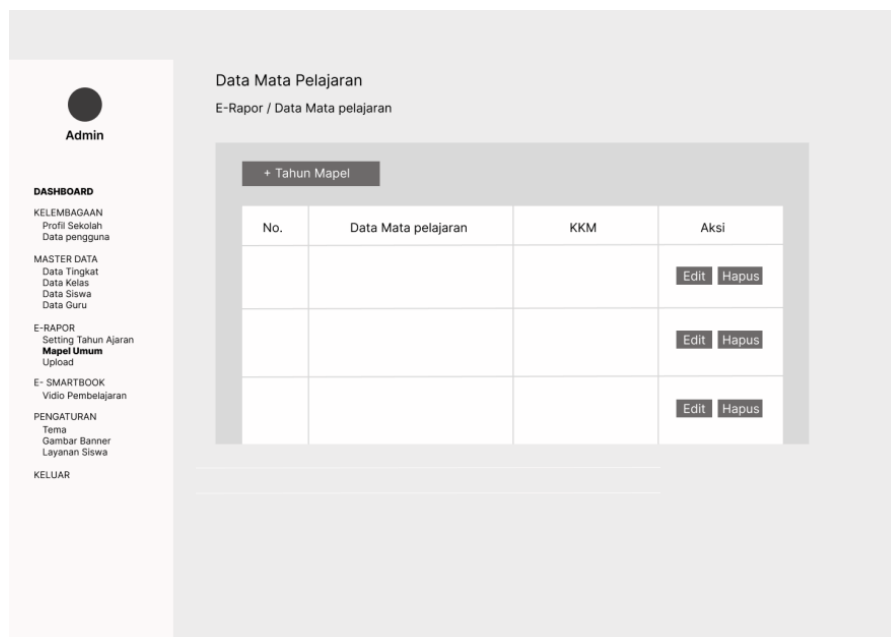 Admin
DASHBOARD
KELEMBAGAAN
Profil Sekolah
Data pengguna
MASTER DATA
Data Tingkat
Data Kelas
Data Siswa
Data Guru
E-RAPOR
Setting Tahun Ajaran
Mapel Umum
Upload
E- SMARTBOOK
Vidio Pembelajaran
PENGATURAN
Tema
Gambar Banner
Layanan Siswa
KELUAR
Data Mata Pelajaran
E-Rapor / Data Mata pelajaran
+ Tahun Mapel
No. Data Mata pelajaran KKM Aksi
Edit Hapus
Edit Hapus
Edit Hapus